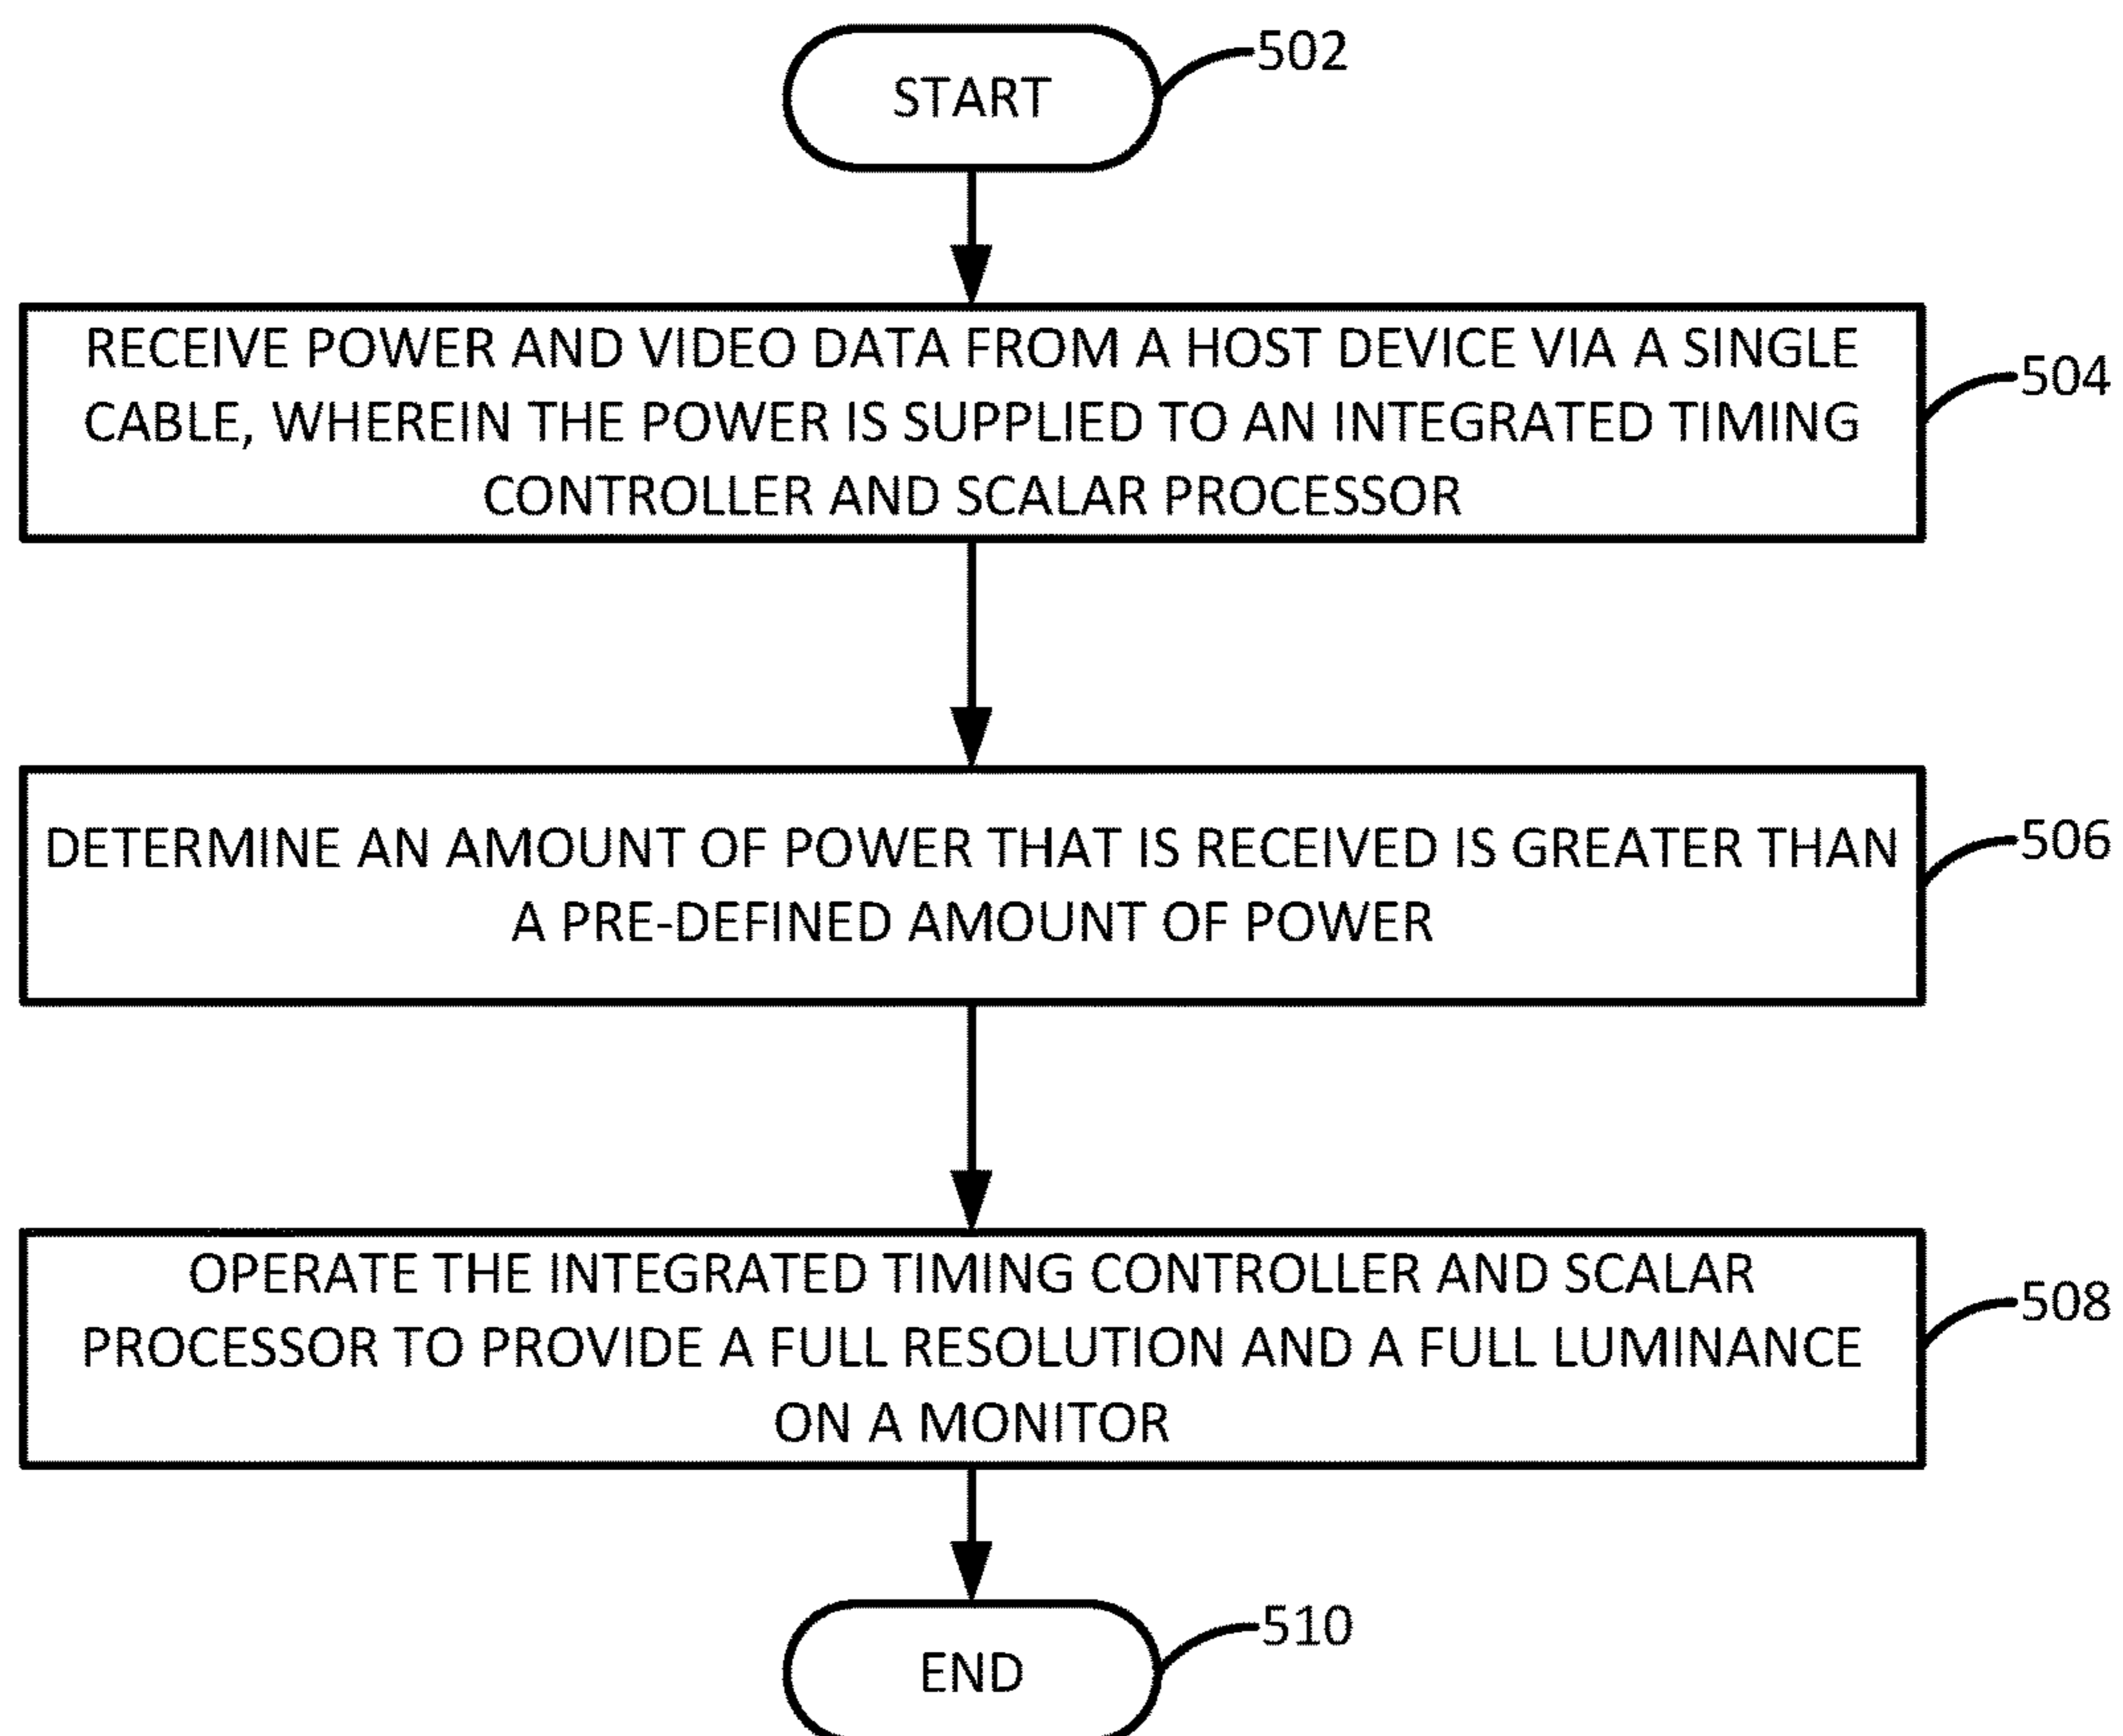 START
502
RECEIVE POWER AND VIDEO DATA FROM A HOST DEVICE VIA A SINGLE
CABLE, WHEREIN THE POWER IS SUPPLIED TO AN INTEGRATED TIMING
CONTROLLER AND SCALAR PROCESSOR
504
DETERMINE AN AMOUNT OF POWER THAT IS RECEIVED IS GREATER THAN
A PRE-DEFINED AMOUNT OF POWER
506
OPERATE THE INTEGRATED TIMING CONTROLLER AND SCALAR
PROCESSOR TO PROVIDE A FULL RESOLUTION AND A FULL LUMINANCE
ON A MONITOR
508
END
510